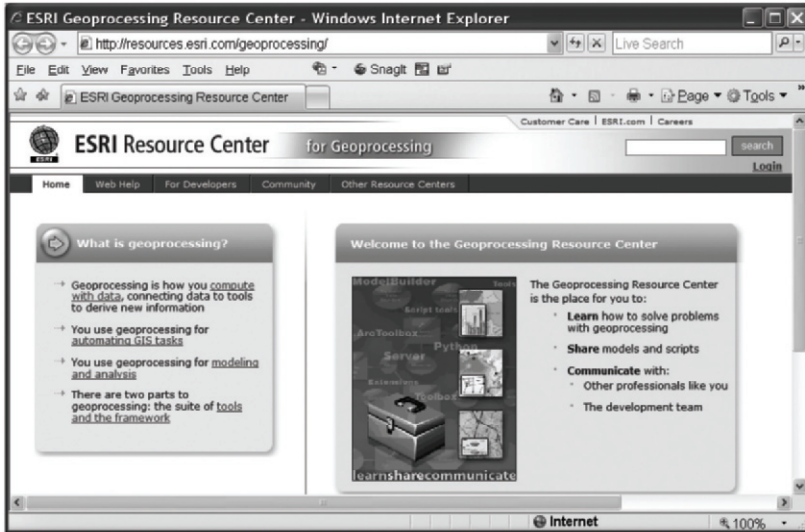 ESRI Geoprocessing Resource Center - Windows Internet Explorer
http://resources.esri.com/geoprocessing/
Live Search
File Edit View Favorites Tools Help
SnagIt
ESRI Geoprocessing Resource Center
Page Tools
Customer Care | ESRI.com | Careers
ESRI
ESRI Resource Center for Geoprocessing
search
Login
Home Web Help For Developers Community Other Resource Centers
What is geoprocessing?
Geoprocessing is how you compute
with data, connecting data to tools
to derive new information
You use geoprocessing for
automating GIS tasks
You use geoprocessing for modeling
and analysis
There are two parts to
geoprocessing: the suite of tools
and the framework
Welcome to the Geoprocessing Resource Center
ModelBuilder
Tools
Script tools
ArcToolbox
Python
Server
Extensions
Toolbox
learnsharecommunicate
The Geoprocessing Resource Center
is the place for you to:
Learn how to solve problems
with geoprocessing
Share models and scripts
Communicate with:
Other professionals like you
The development team
Internet
100%